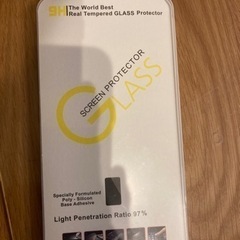 9H The World Best
Real Tempered GLASS Protector
GLASS
SCREEN PROTECTOR
Specially Formulated
Poly - Silicon
Base Adhesive
Light Penetration Ratio 97%